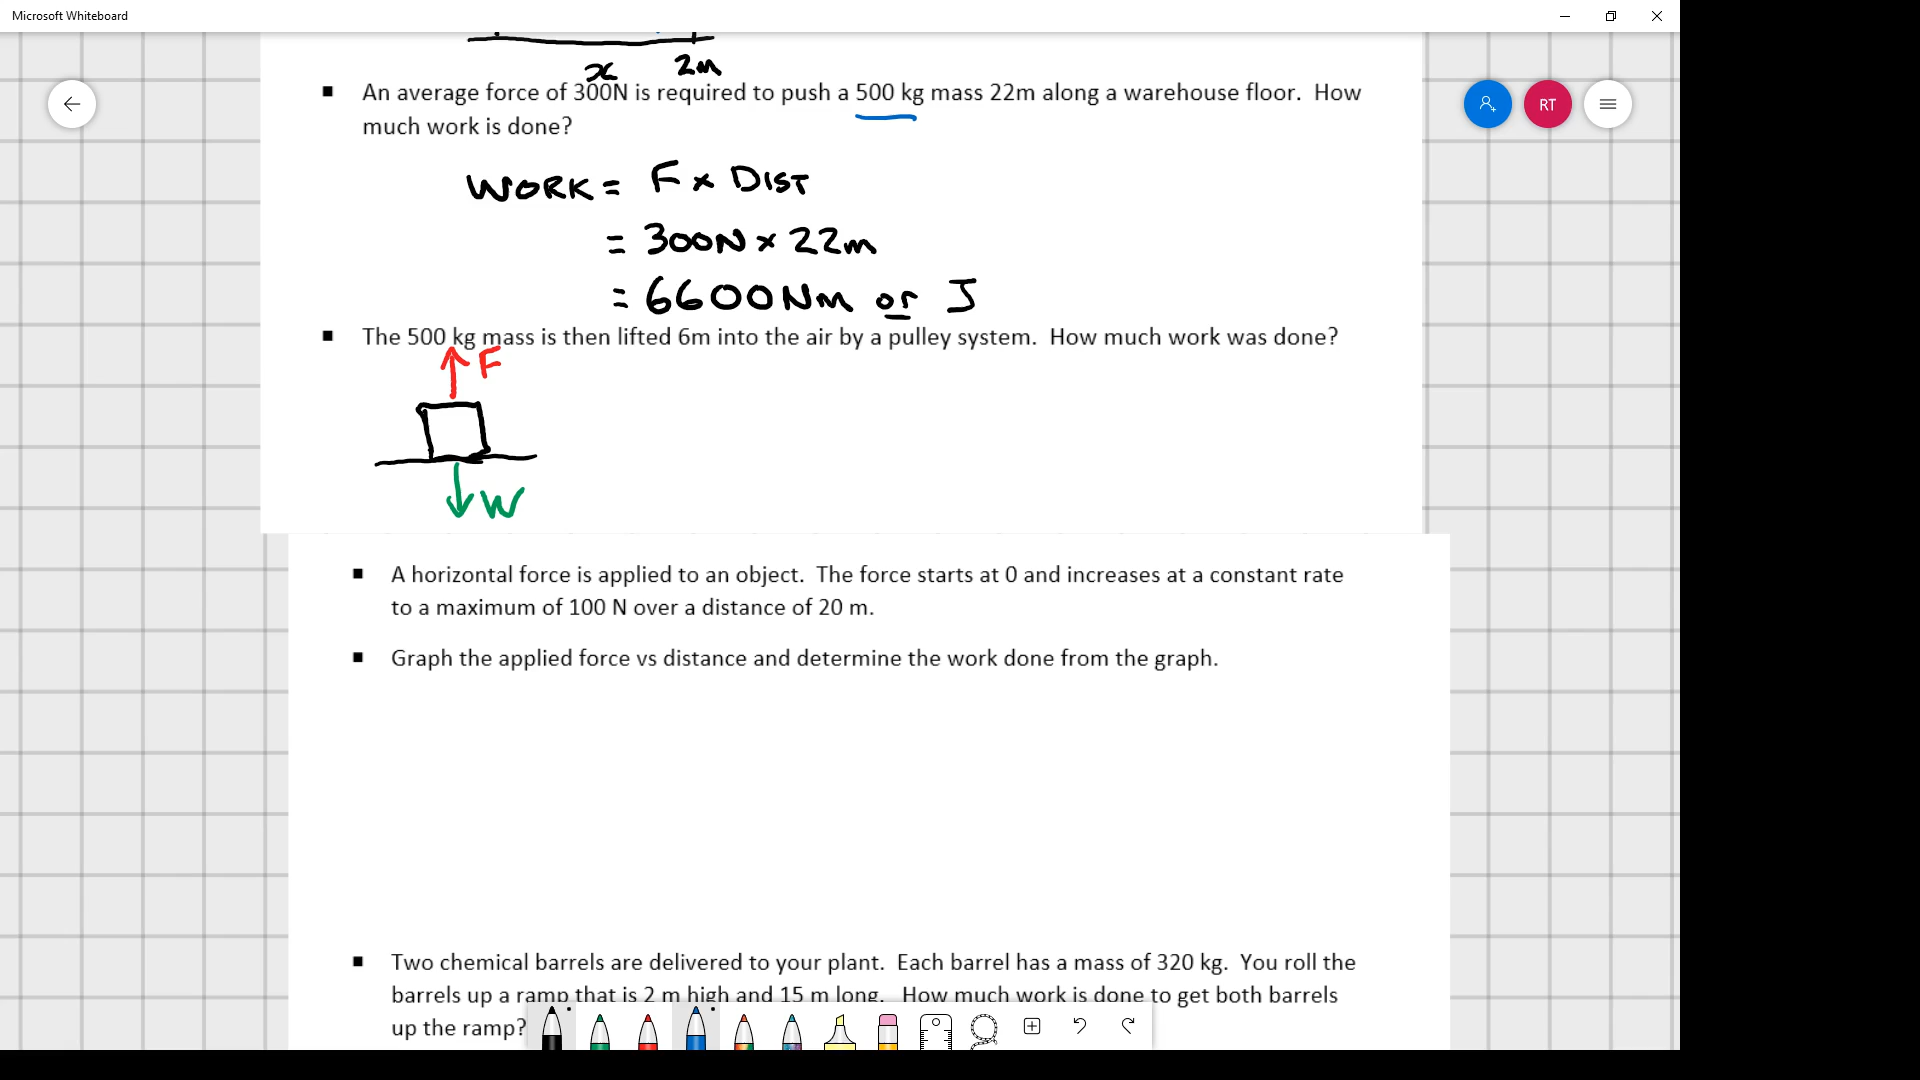 Microsoft Whiteboard
x 2m
▪ An average force of 300N is required to push a 500 kg mass 22m along a warehouse floor. How
much work is done?
RT
WORK = F x DIST
= 300N x 22m
= 6600Nm or J
▪ The 500 kg mass is then lifted 6m into the air by a pulley system. How much work was done?
F
W
▪ A horizontal force is applied to an object. The force starts at 0 and increases at a constant rate
to a maximum of 100 N over a distance of 20 m.
▪ Graph the applied force vs distance and determine the work done from the graph.
▪ Two chemical barrels are delivered to your plant. Each barrel has a mass of 320 kg. You roll the
barrels up a ramp that is 2 m high and 15 m long. How much work is done to get both barrels
up the ramp?